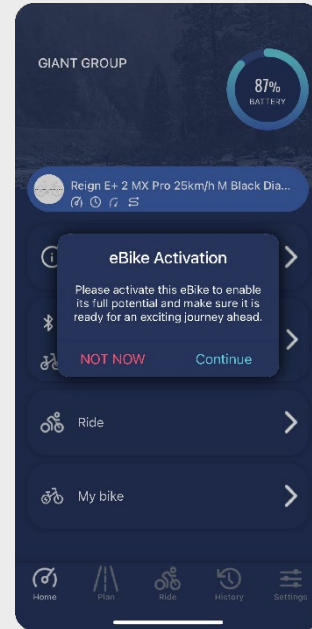 GIANT GROUP
87%
BATTERY
Reign E+ 2 MX Pro 25km/h M Black Dia...
eBike Activation
Please activate this eBike to enable
its full potential and make sure it is
ready for an exciting journey ahead.
NOT NOW
Continue
Ride
My bike
Home
Plan
Ride
History
Settings